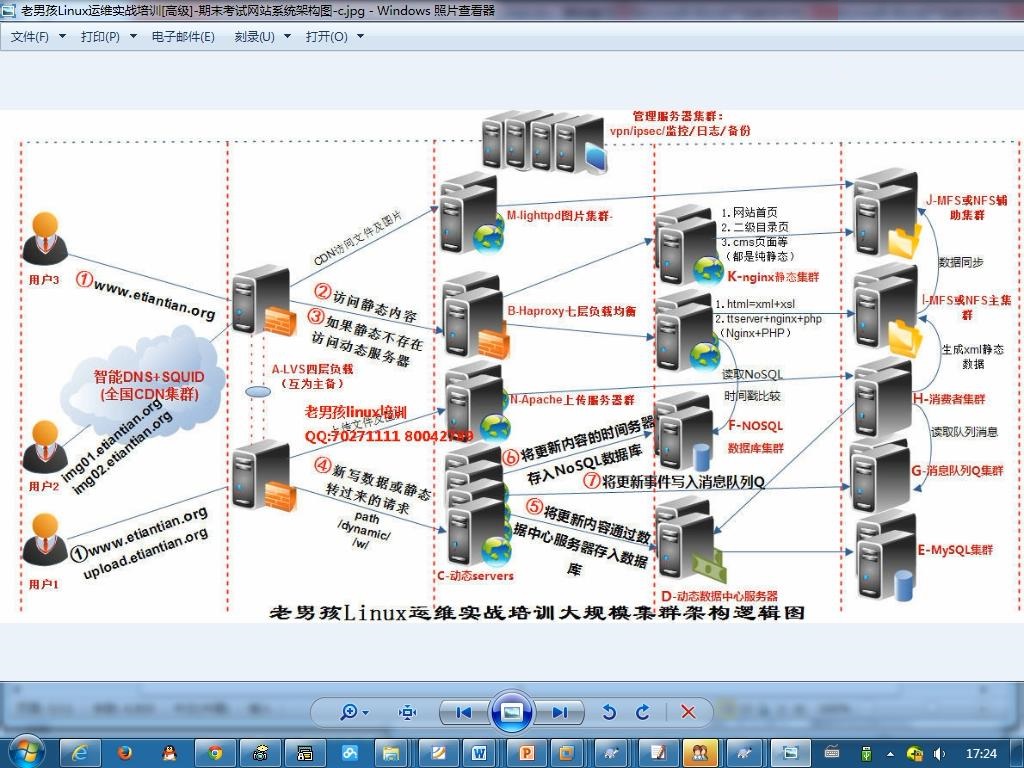 老男孩Linux运维实战培训[高级]-期末考试网站系统架构图-c.jpg - Windows 照片查看器
文件(F) 打印(P) 电子邮件(E) 刻录(U) 打开(O)
管理服务器集群：
vpn/ipsec/监控/日志/备份
用户3
①www.etiantian.org
智能DNS+SQUID
(全国CDN集群)
img01.etiantian.org
img02.etiantian.org
用户2
①www.etiantian.org
upload.etiantian.org
用户1
A-LVS四层负载
（互为主备）
CDN访问文件及图片
②访问静态内容
③如果静态不存在
访问动态服务器
老男孩linux培训
QQ:70271111
上传文件及图片
④新写数据或静态
转过来的请求
path
/dynamic/
/w/
M-lighttpd图片集群-
B-Haproxy七层负载均衡
N-Apache上传服务器群
⑥将更新内容的时间务器
存入NoSQL数据库
⑦将更新事件写入消息队列Q
⑤将更新内容通过数
据中心服务器存入数据
库
C-动态servers
1.网站首页
2.二级目录页
3.cms页面等
（都是纯静态）
K-nginx静态集群
1.html=xml+xsl
2.ttserver+nginx+php
（Nginx+PHP）
读取NoSQL
时间戳比较
F-NOSQL
数据库集群
D-动态数据中心服务器
J-MFS或NFS辅
助集群
数据同步
I-MFS或NFS主集
群
生成xml静态
数据
H-消费者集群
读取队列消息
G-消息队列Q集群
E-MySQL集群
老男孩Linux运维实战培训大规模集群架构逻辑图
17:24